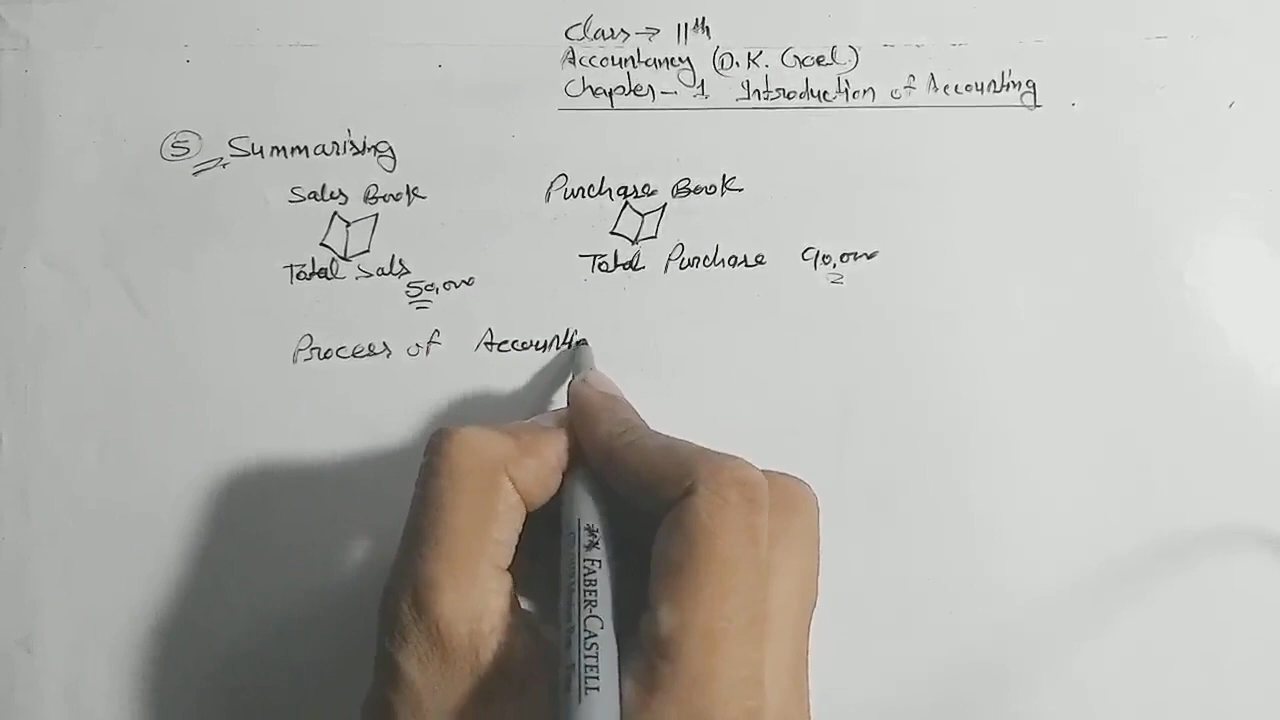 Class → 11th
Accountancy (D.K. Goel)
Chapter - 1 Introduction of Accounting
5 Summarising
Sales Book
Purchase Book
Total Sals
50,000
Total Purchase 90,000
Process of Accountin
FABER-CASTELL